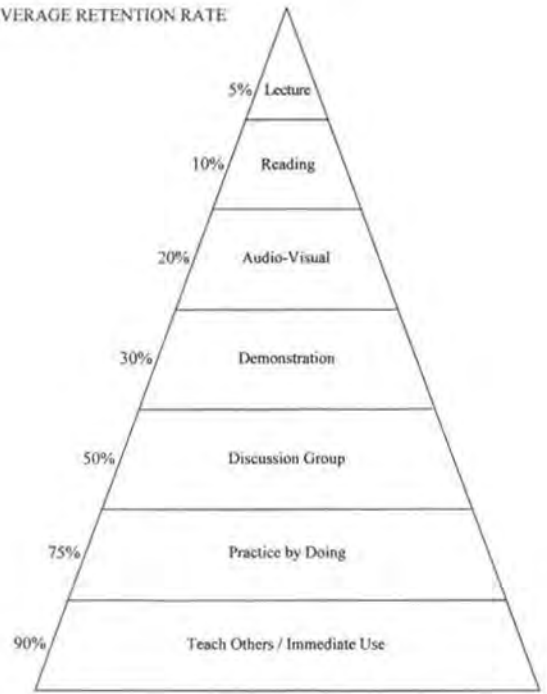 VERAGE RETENTION RATE
5% Lecture
10% Reading
20% Audio-Visual
30% Demonstration
50% Discussion Group
75% Practice by Doing
90% Teach Others / Immediate Use